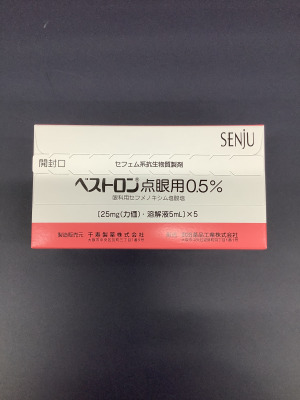 SENJU
開封口
セフェム系抗生物質製剤
ベストロン®点眼用0.5%
眼科用セフメノキシム塩酸塩
〔25mg(力価)・溶解液5mL〕×5
製造販売元 千寿製薬株式会社